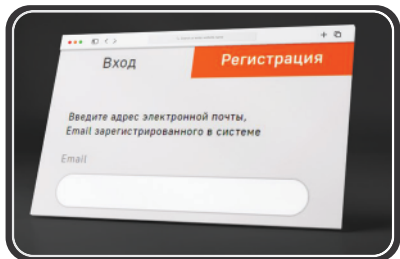 Вход
Регистрация
Введите адрес электронной почты,
Email зарегистрированного в системе
Email